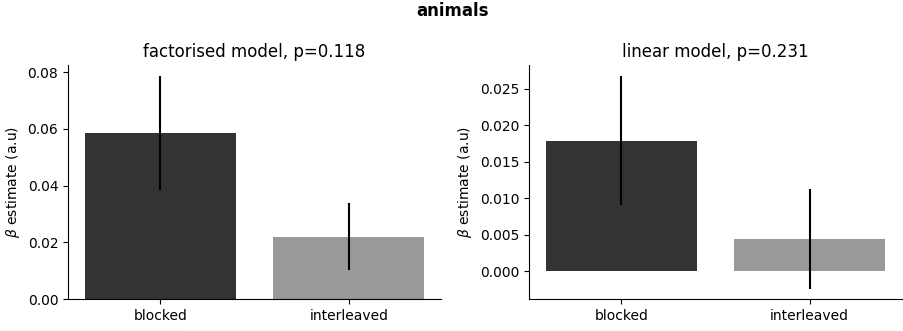 animals
factorised model, p=0.118
β estimate (a.u)
0.08
0.06
0.04
0.02
0.00
blocked interleaved
linear model, p=0.231
β estimate (a.u)
0.025
0.020
0.015
0.010
0.005
0.000
blocked interleaved